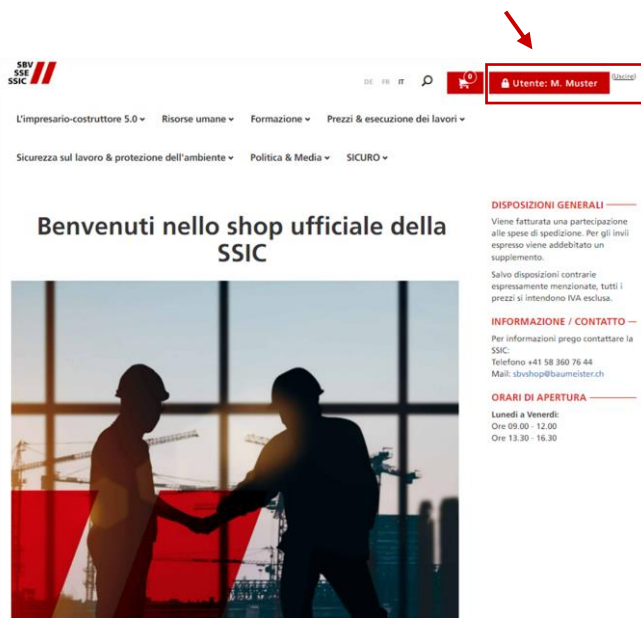 SBV
SSE
SSIC
DE FR IT
0
Utente: M. Muster
(Uscire)
L'impresario-costruttore 5.0
Risorse umane
Formazione
Prezzi & esecuzione dei lavori
Sicurezza sul lavoro & protezione dell'ambiente
Politica & Media
SICURO
Benvenuti nello shop ufficiale della
SSIC
DISPOSIZIONI GENERALI
Viene fatturata una partecipazione
alle spese di spedizione. Per gli invii
espresso viene addebitato un
supplemento.
Salvo disposizioni contrarie
espressamente menzionate, tutti i
prezzi si intendono IVA esclusa.
INFORMAZIONE / CONTATTO
Per informazioni prego contattare la
SSIC:
Telefono +41 58 360 76 44
Mail: sbvshop@baumeister.ch
ORARI DI APERTURA
Lunedì a Venerdì:
Ore 09.00 - 12.00
Ore 13.30 - 16.30